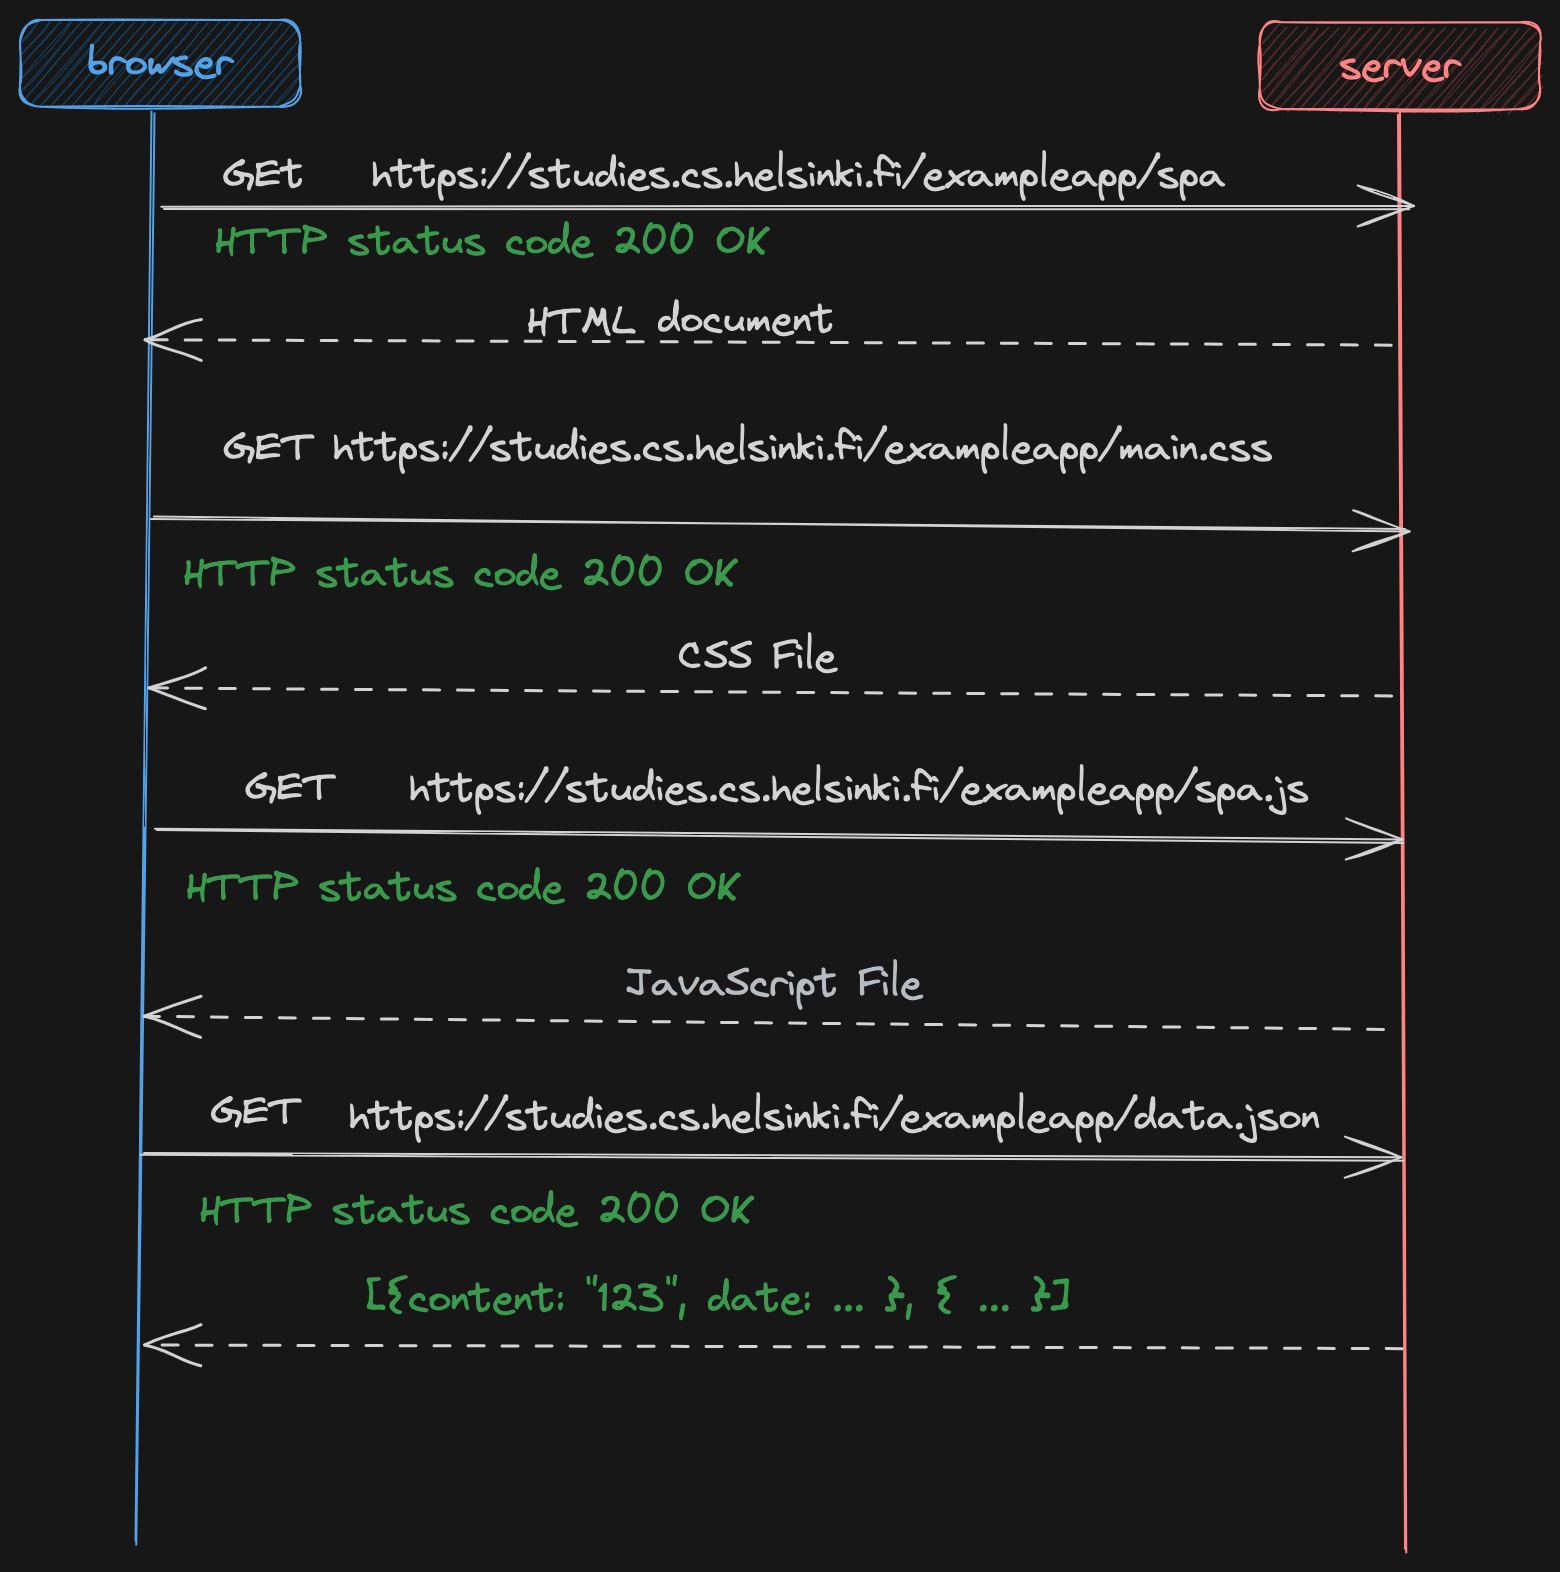 browser
server
GEt https://studies.cs.helsinki.fi/exampleapp/spa
HTTP status code 200 OK
HTML document
GET https://studies.cs.helsinki.fi/exampleapp/main.css
HTTP status code 200 OK
CSS File
GET https://studies.cs.helsinki.fi/exampleapp/spa.js
HTTP status code 200 OK
JavaScript File
GET https://studies.cs.helsinki.fi/exampleapp/data.json
HTTP status code 200 OK
[{content: "123", date: ... }, { ... }]